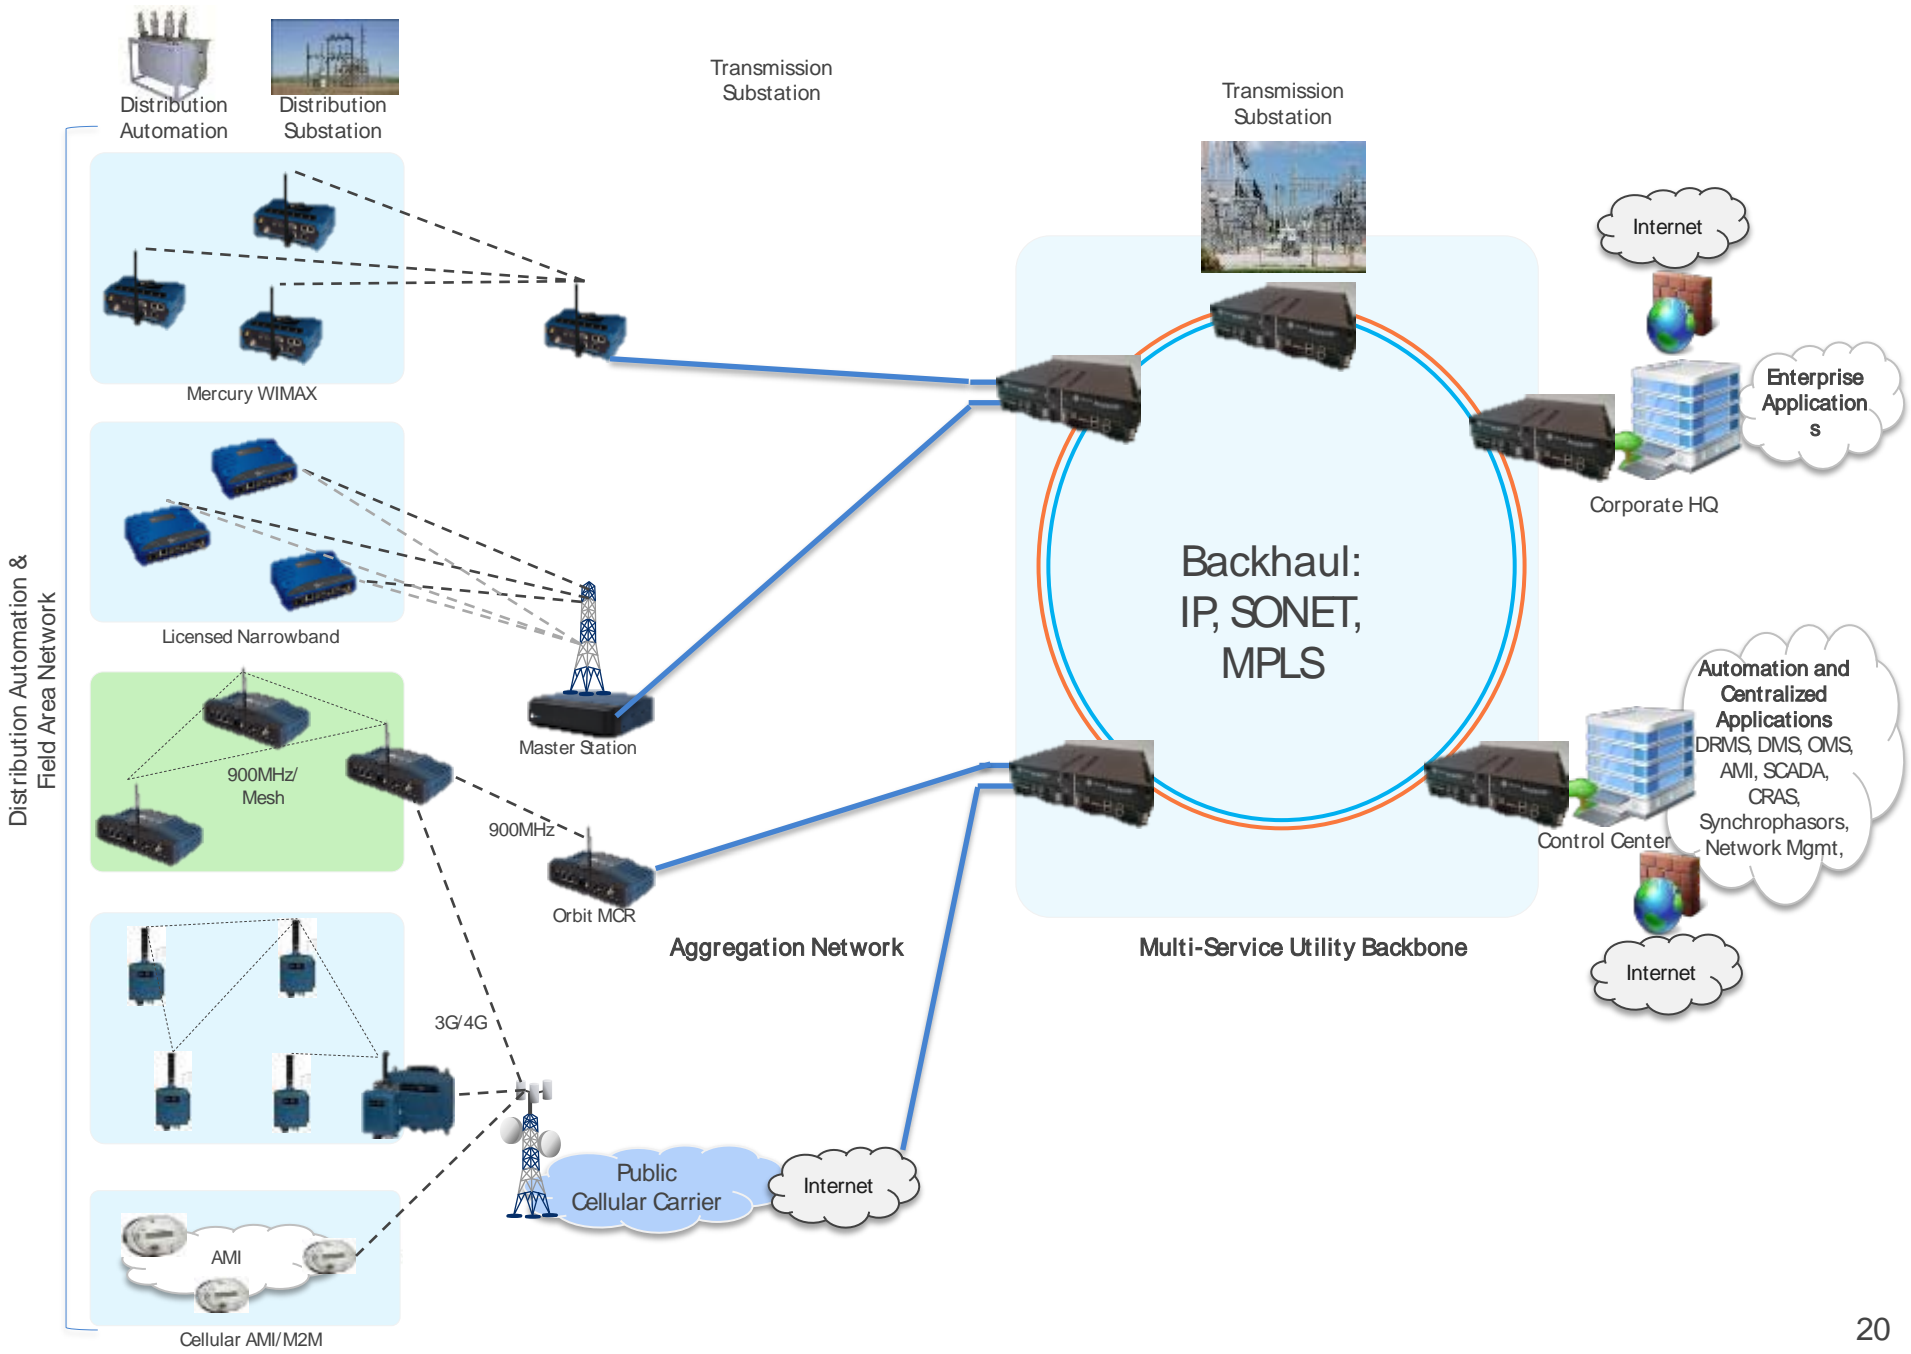 Distribution
Automation
Distribution
Substation
Transmission
Substation
Transmission
Substation
Internet
Enterprise
Application
s
Mercury WIMAX
Corporate HQ
Distribution Automation &
Field Area Network
Backhaul:
IP, SONET,
MPLS
Licensed Narrowband
Automation and
Centralized
Applications
DRMS, DMS, OMS,
AMI, SCADA,
CRAS,
Synchrophasors,
Network Mgmt,
Master Station
900MHz/
Mesh
900MHz
Control Center
Orbit MCR
Aggregation Network
Multi-Service Utility Backbone
Internet
3G/4G
Public
Cellular Carrier
Internet
AMI
Cellular AMI/M2M
20